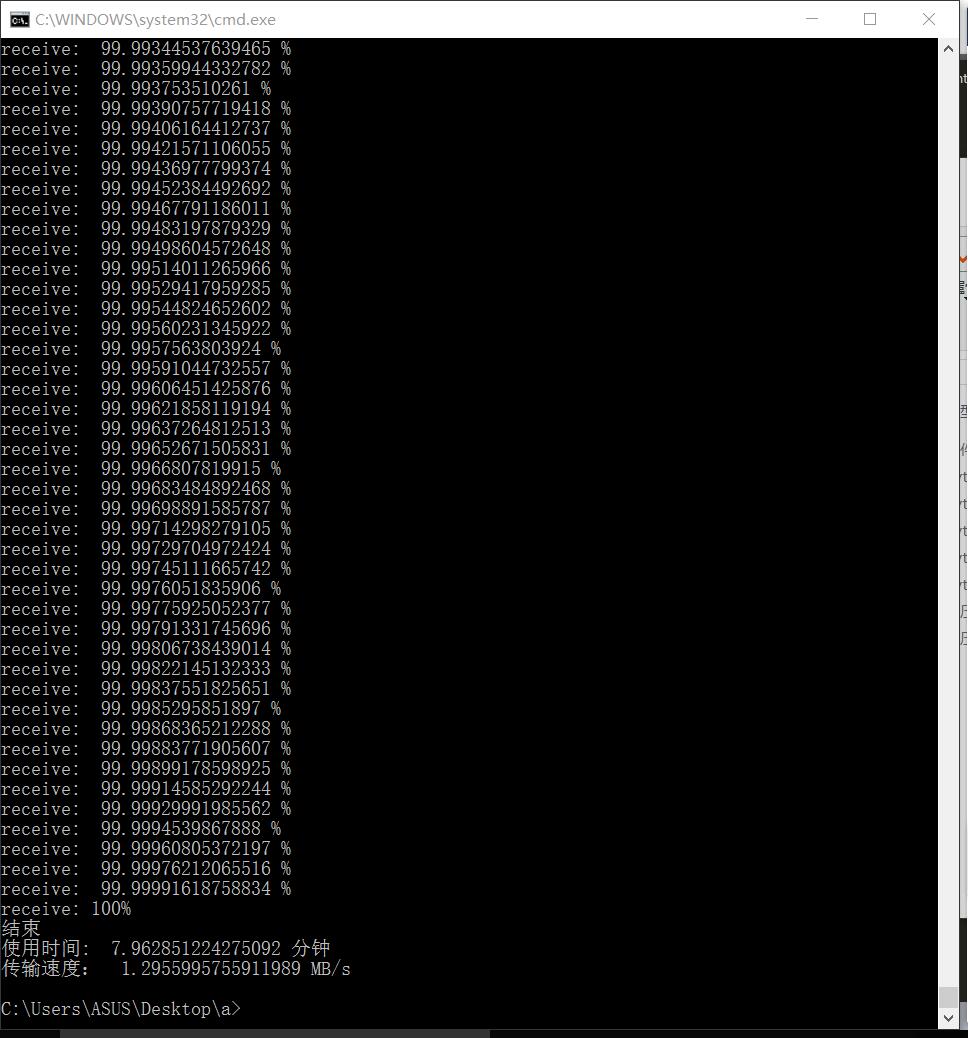 C:\WINDOWS\system32\cmd.exe
receive:  99.99344537639465 %
receive:  99.99359944332782 %
receive:  99.993753510261 %
receive:  99.99390757719418 %
receive:  99.99406164412737 %
receive:  99.99421571106055 %
receive:  99.99436977799374 %
receive:  99.99452384492692 %
receive:  99.99467791186011 %
receive:  99.99483197879329 %
receive:  99.99498604572648 %
receive:  99.99514011265966 %
receive:  99.99529417959285 %
receive:  99.99544824652602 %
receive:  99.99560231345922 %
receive:  99.9957563803924 %
receive:  99.99591044732557 %
receive:  99.99606451425876 %
receive:  99.99621858119194 %
receive:  99.99637264812513 %
receive:  99.99652671505831 %
receive:  99.9966807819915 %
receive:  99.99683484892468 %
receive:  99.99698891585787 %
receive:  99.99714298279105 %
receive:  99.99729704972424 %
receive:  99.99745111665742 %
receive:  99.9976051835906 %
receive:  99.99775925052377 %
receive:  99.99791331745696 %
receive:  99.99806738439014 %
receive:  99.99822145132333 %
receive:  99.99837551825651 %
receive:  99.9985295851897 %
receive:  99.99868365212288 %
receive:  99.99883771905607 %
receive:  99.99899178598925 %
receive:  99.99914585292244 %
receive:  99.99929991985562 %
receive:  99.9994539867888 %
receive:  99.99960805372197 %
receive:  99.99976212065516 %
receive:  99.99991618758834 %
receive: 100%
结束
使用时间:  7.962851224275092 分钟
传输速度:   1.2955995755911989 MB/s
C:\Users\ASUS\Desktop\a>